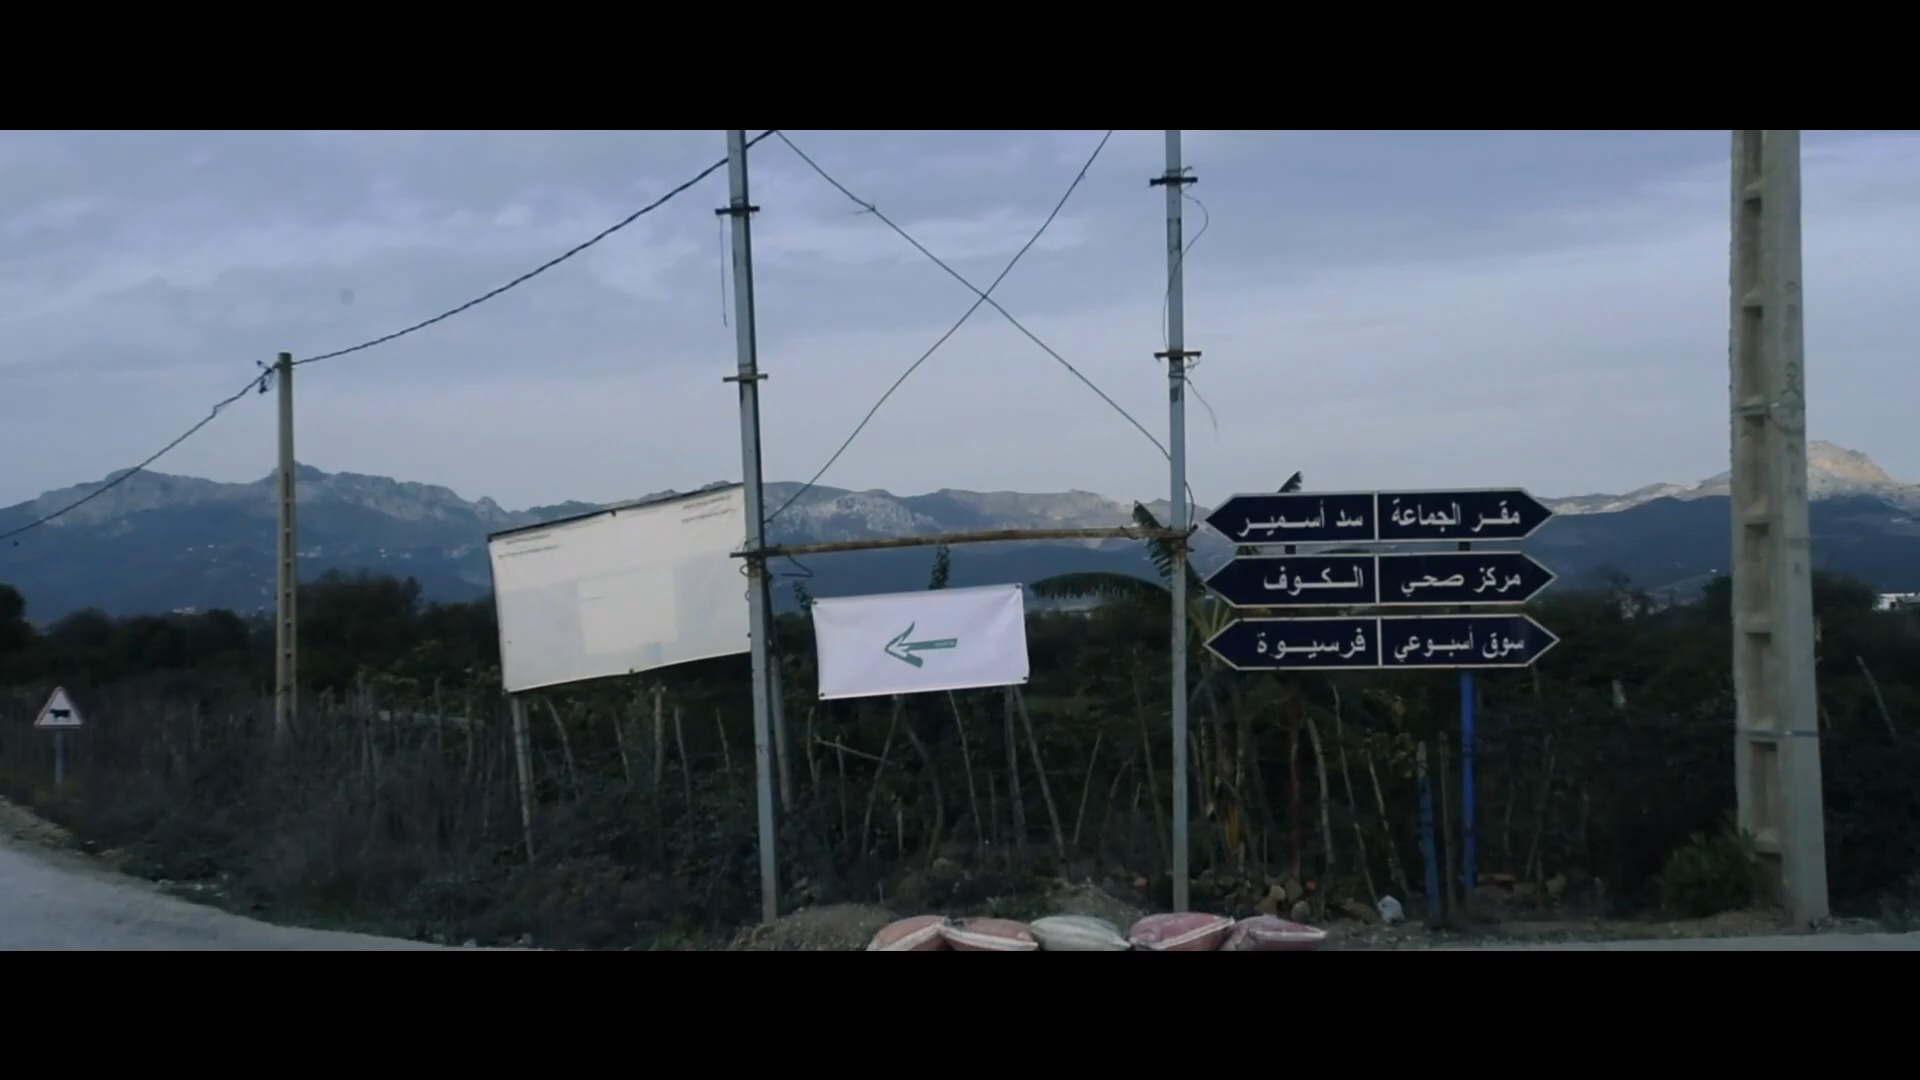 مقر الجماعة
سد أسمير
مركز صحي
الكوف
سوق أسبوعي
فرسيوة